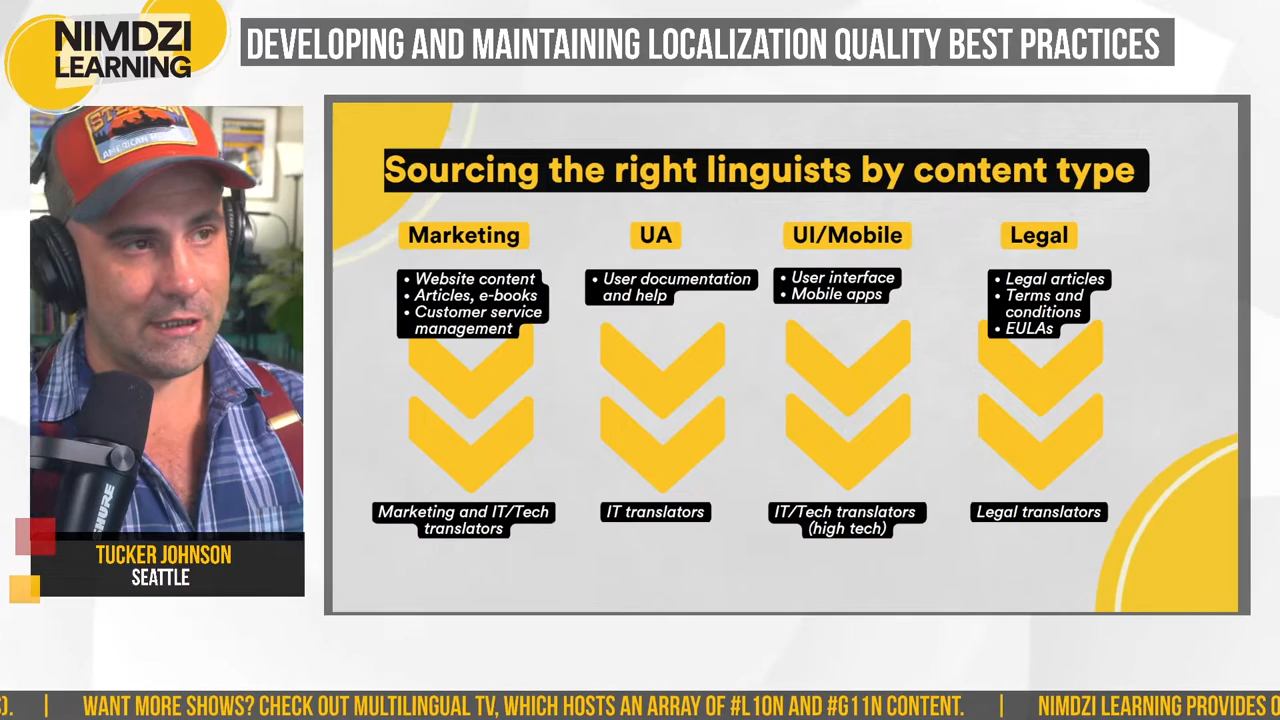 NIMDZI
LEARNING
DEVELOPING AND MAINTAINING LOCALIZATION QUALITY BEST PRACTICES
Sourcing the right linguists by content type
Marketing
• Website content
• Articles, e-books
• Customer service
management
Marketing and IT/Tech
translators
UA
• User documentation
and help
IT translators
UI/Mobile
• User interface
• Mobile apps
IT/Tech translators
(high tech)
Legal
• Legal articles
• Terms and
conditions
• EULAs
Legal translators
SHURE
TUCKER JOHNSON
SEATTLE
). | WANT MORE SHOWS? CHECK OUT MULTILINGUAL TV, WHICH HOSTS AN ARRAY OF #L10N AND #G11N CONTENT. | NIMDZI LEARNING PROVIDES